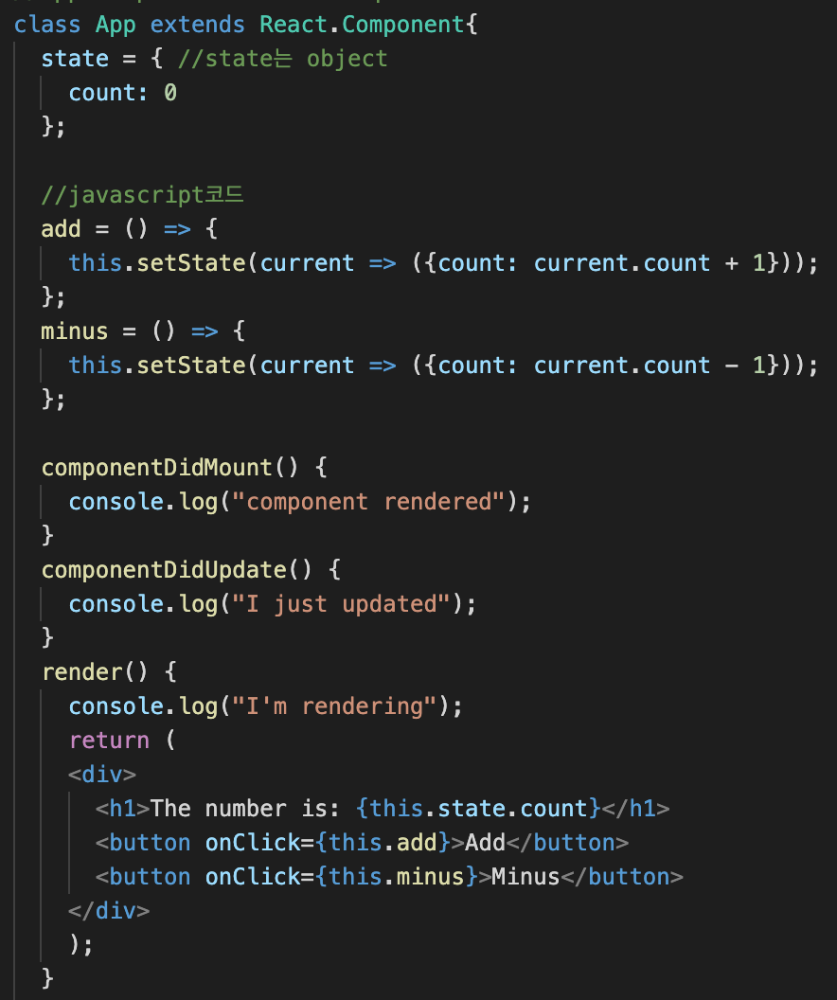 class App extends React.Component{
  state = { //state는 object
    count: 0
  };

  //javascript코드
  add = () => {
    this.setState(current => ({count: current.count + 1}));
  };
  minus = () => {
    this.setState(current => ({count: current.count - 1}));
  };

  componentDidMount() {
    console.log("component rendered");
  }
  componentDidUpdate() {
    console.log("I just updated");
  }
  render() {
    console.log("I'm rendering");
    return (
    <div>
      <h1>The number is: {this.state.count}</h1>
      <button onClick={this.add}>Add</button>
      <button onClick={this.minus}>Minus</button>
    </div>
    );
  }